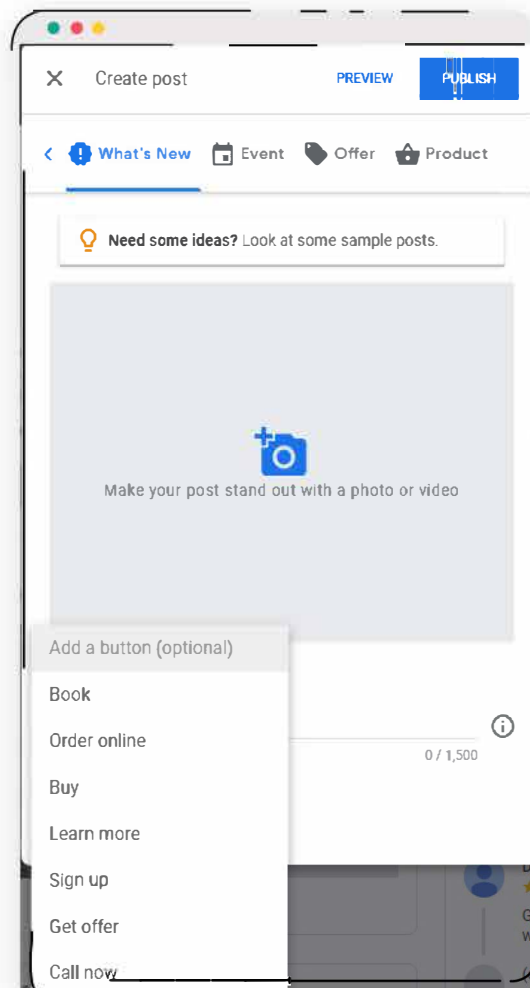 Create post PREVIEW PUBLISH
What's New Event Offer Product
Need some ideas? Look at some sample posts.
Make your post stand out with a photo or video
Add a button (optional)
Book
Order online
0 / 1,500
Buy
Learn more
Sign up
Get offer
Call now